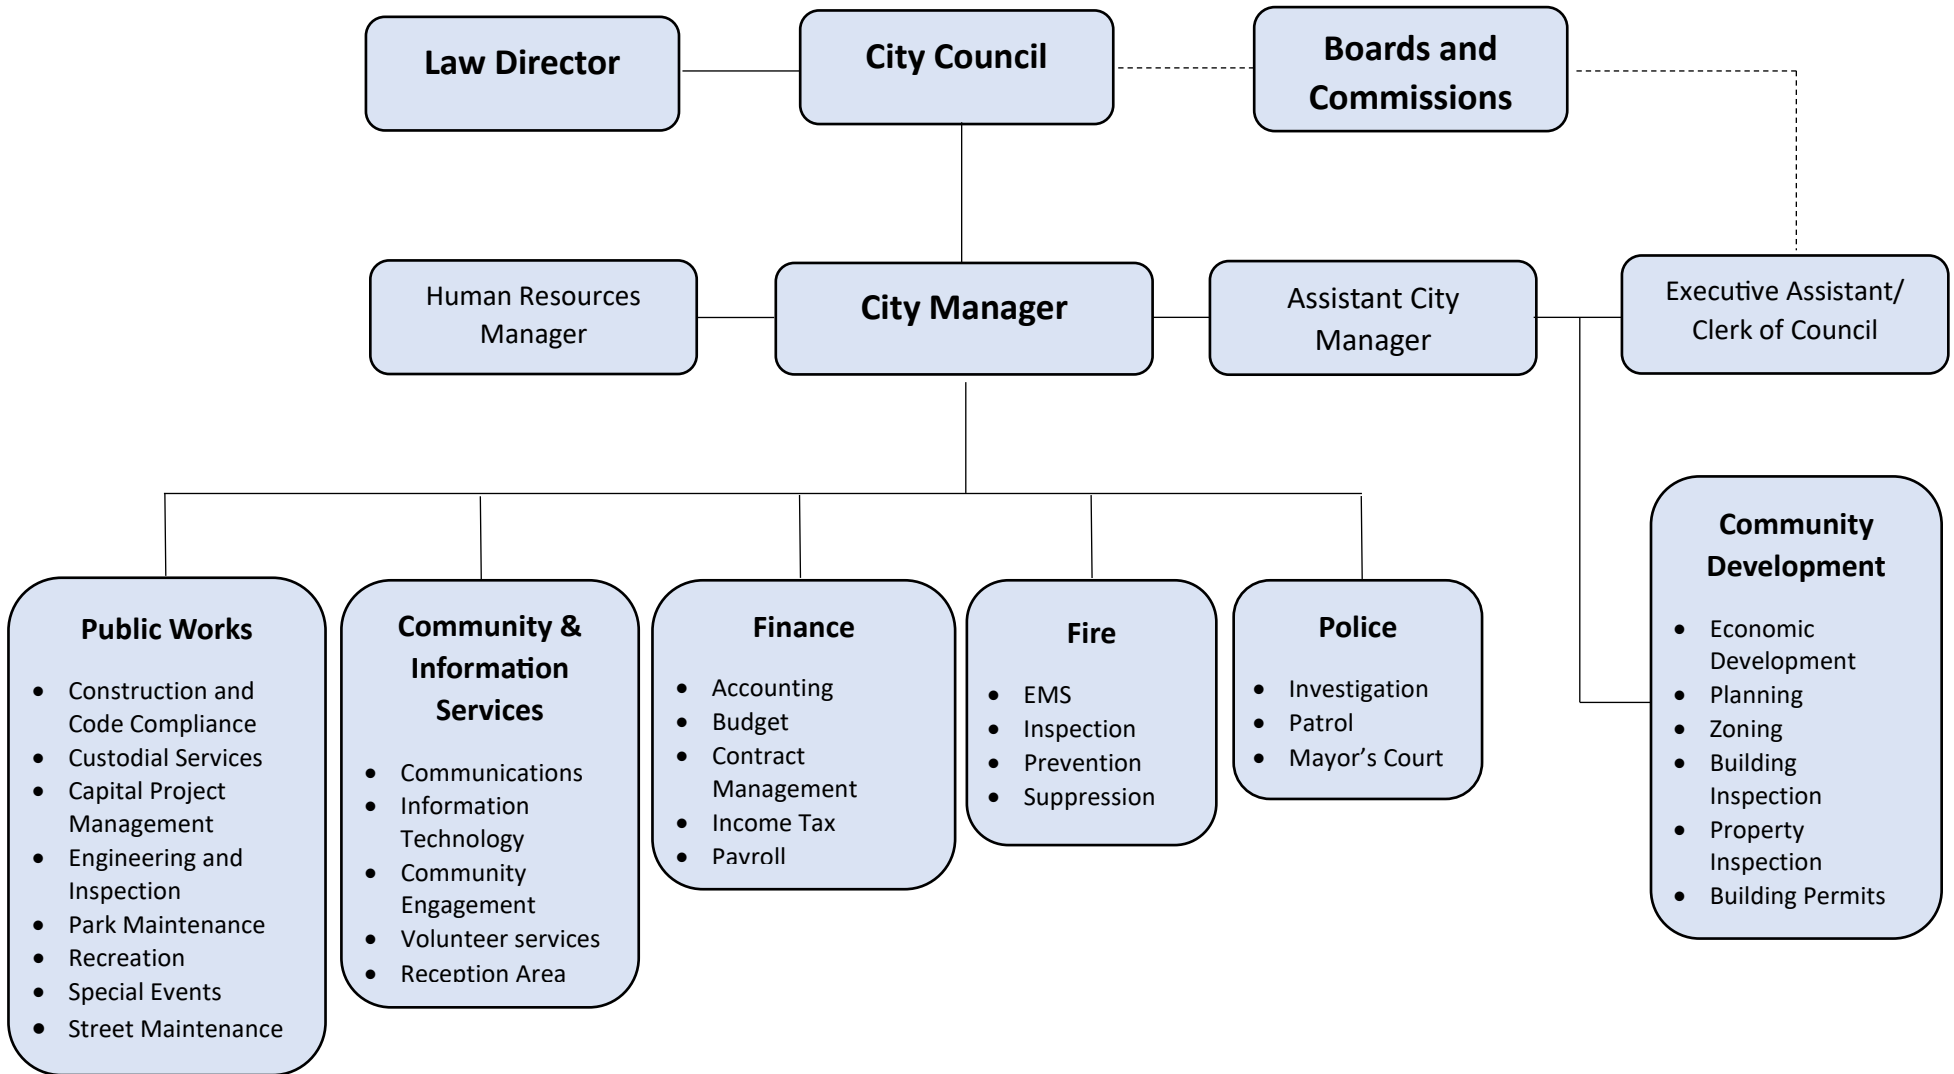 Law Director
City Council
Boards and
Commissions
Human Resources
Manager
City Manager
Assistant City
Manager
Executive Assistant/
Clerk of Council
Public Works
• Construction and
Code Compliance
• Custodial Services
• Capital Project
Management
• Engineering and
Inspection
• Park Maintenance
• Recreation
• Special Events
• Street Maintenance
Community &
Information
Services
• Communications
• Information
Technology
• Community
Engagement
• Volunteer services
• Reception Area
Finance
• Accounting
• Budget
• Contract
Management
• Income Tax
• Payroll
Fire
• EMS
• Inspection
• Prevention
• Suppression
Police
• Investigation
• Patrol
• Mayor’s Court
Community
Development
• Economic
Development
• Planning
• Zoning
• Building
Inspection
• Property
Inspection
• Building Permits